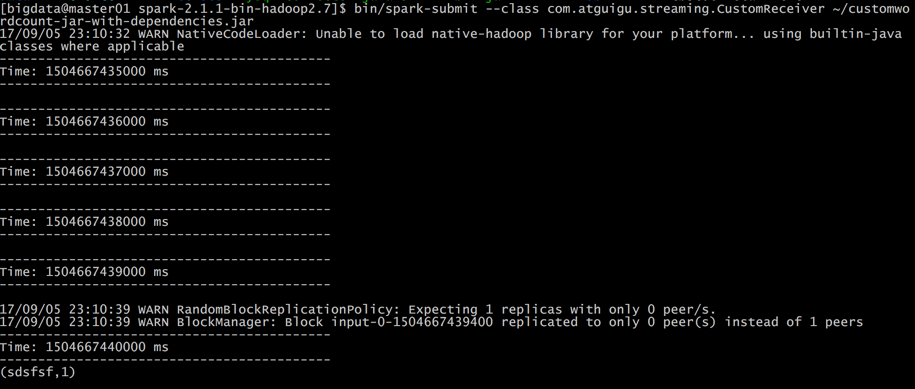 [bigdata@master01 spark-2.1.1-bin-hadoop2.7]$ bin/spark-submit --class com.atguigu.streaming.CustomReceiver ~/customwo
rdcount-jar-with-dependencies.jar
17/09/05 23:10:32 WARN NativeCodeLoader: Unable to load native-hadoop library for your platform... using builtin-java
classes where applicable
-------------------------------------------
Time: 1504667435000 ms
-------------------------------------------
-------------------------------------------
Time: 1504667436000 ms
-------------------------------------------
-------------------------------------------
Time: 1504667437000 ms
-------------------------------------------
-------------------------------------------
Time: 1504667438000 ms
-------------------------------------------
-------------------------------------------
Time: 1504667439000 ms
-------------------------------------------
17/09/05 23:10:39 WARN RandomBlockReplicationPolicy: Expecting 1 replicas with only 0 peer/s.
17/09/05 23:10:39 WARN BlockManager: Block input-0-1504667439400 replicated to only 0 peer(s) instead of 1 peers
-------------------------------------------
Time: 1504667440000 ms
-------------------------------------------
(sdsfsf,1)